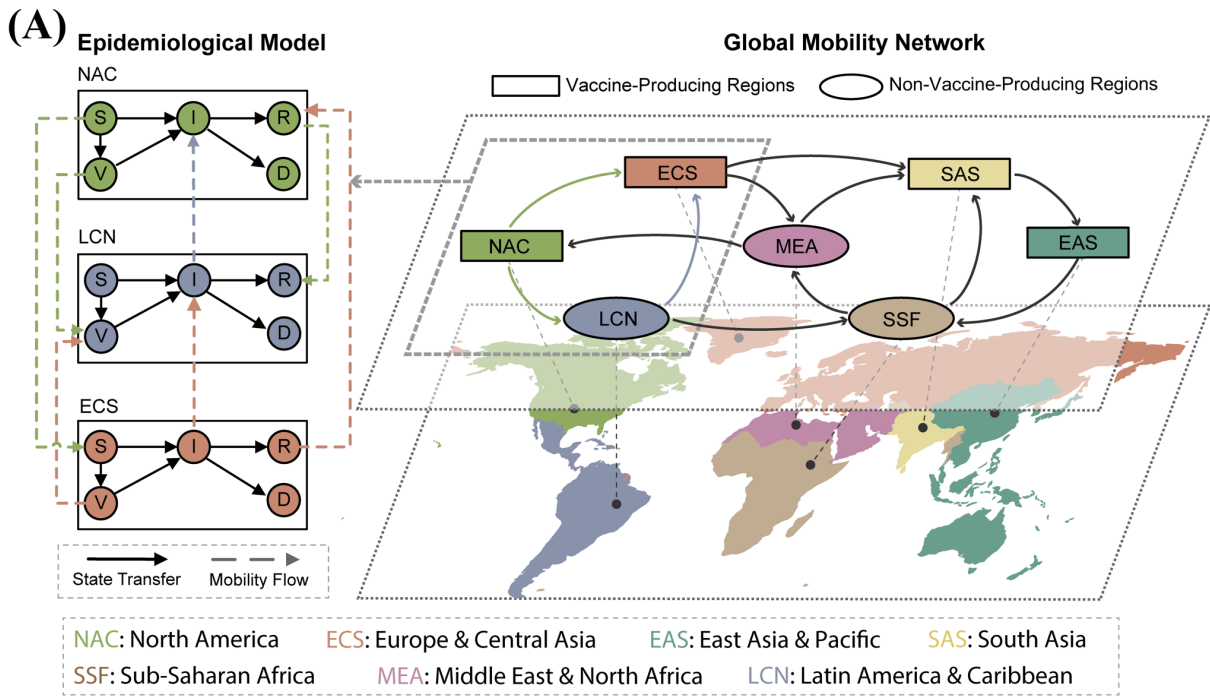 (A)
Epidemiological Model
NAC
S
I
R
V
D
LCN
S
I
R
V
D
ECS
S
I
R
V
D
State Transfer
Mobility Flow
Global Mobility Network
Vaccine-Producing Regions
Non-Vaccine-Producing Regions
ECS
SAS
NAC
MEA
EAS
LCN
SSF
NAC: North America
ECS: Europe & Central Asia
EAS: East Asia & Pacific
SAS: South Asia
SSF: Sub-Saharan Africa
MEA: Middle East & North Africa
LCN: Latin America & Caribbean